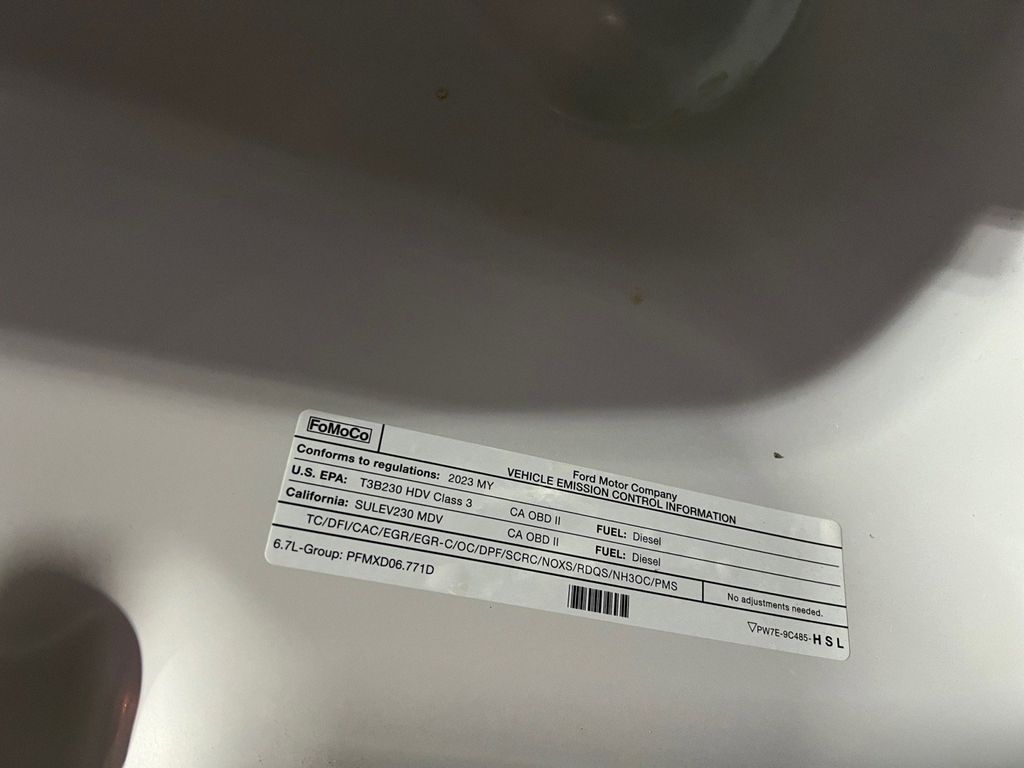 FoMoCo
Ford Motor Company
VEHICLE EMISSION CONTROL INFORMATION
Conforms to regulations: 2023 MY
U.S. EPA: T3B230 HDV Class 3 CA OBD II FUEL: Diesel
California: SULEV230 MDV CA OBD II FUEL: Diesel
TC/DFI/CAC/EGR/EGR-C/OC/DPF/SCRC/NOXS/RDQS/NH3OC/PMS
No adjustments needed.
6.7L-Group: PFMXD06.771D
▽PW7E-9C485-HSL